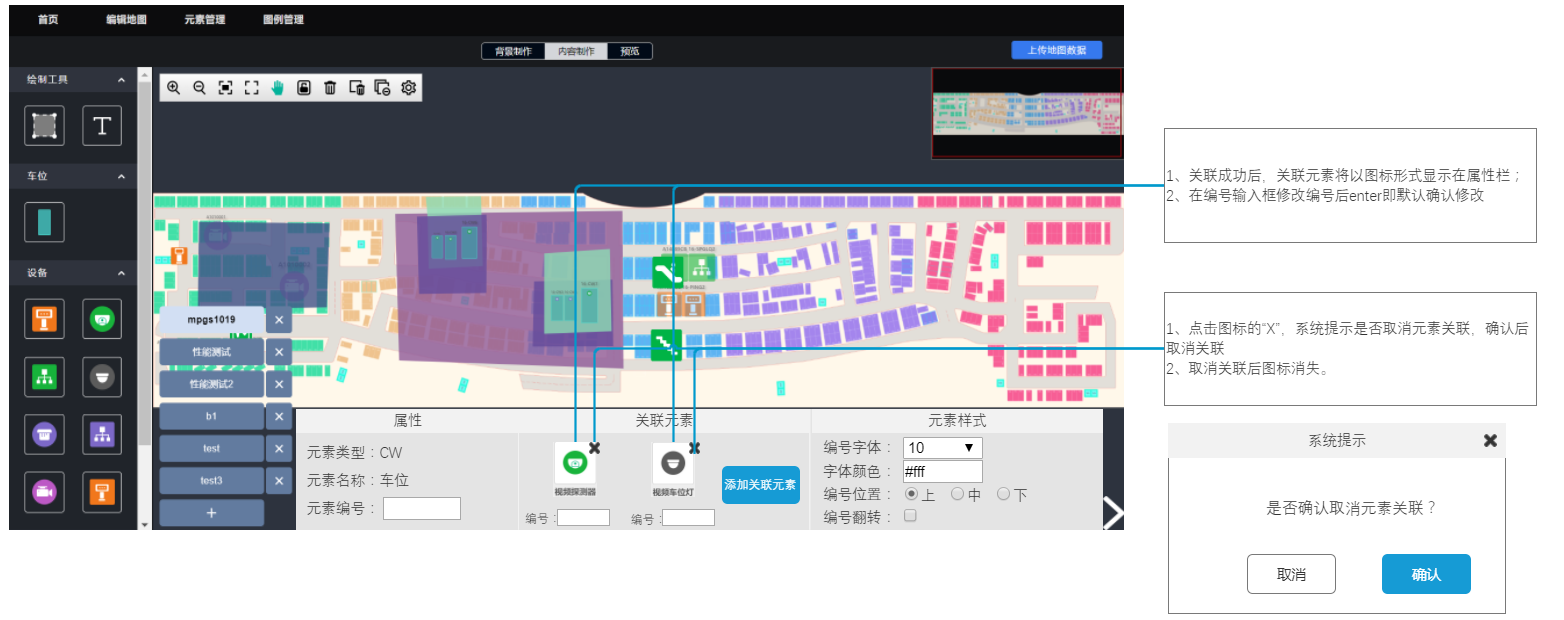 首页 编辑地图 元素管理 图例管理
背景制作 内容制作 预览 上传地图数据
绘制工具
T
车位
设备
mpgs1019 ×
性能测试 ×
性能测试2 ×
b1 ×
test ×
test3 ×
+
属性 关联元素 元素样式
元素类型：CW
元素名称：车位
元素编号：
视频探测器 视频车位灯
编号： 编号：
添加关联元素
编号字体： 10
字体颜色： #fff
编号位置： 上 中 下
编号翻转：
1、关联成功后，关联元素将以图标形式显示在属性栏；
2、在编号输入框修改编号后enter即默认确认修改
1、点击图标的“X”，系统提示是否取消元素关联，确认后
取消关联
2、取消关联后图标消失。
系统提示
是否确认取消元素关联？
取消 确认